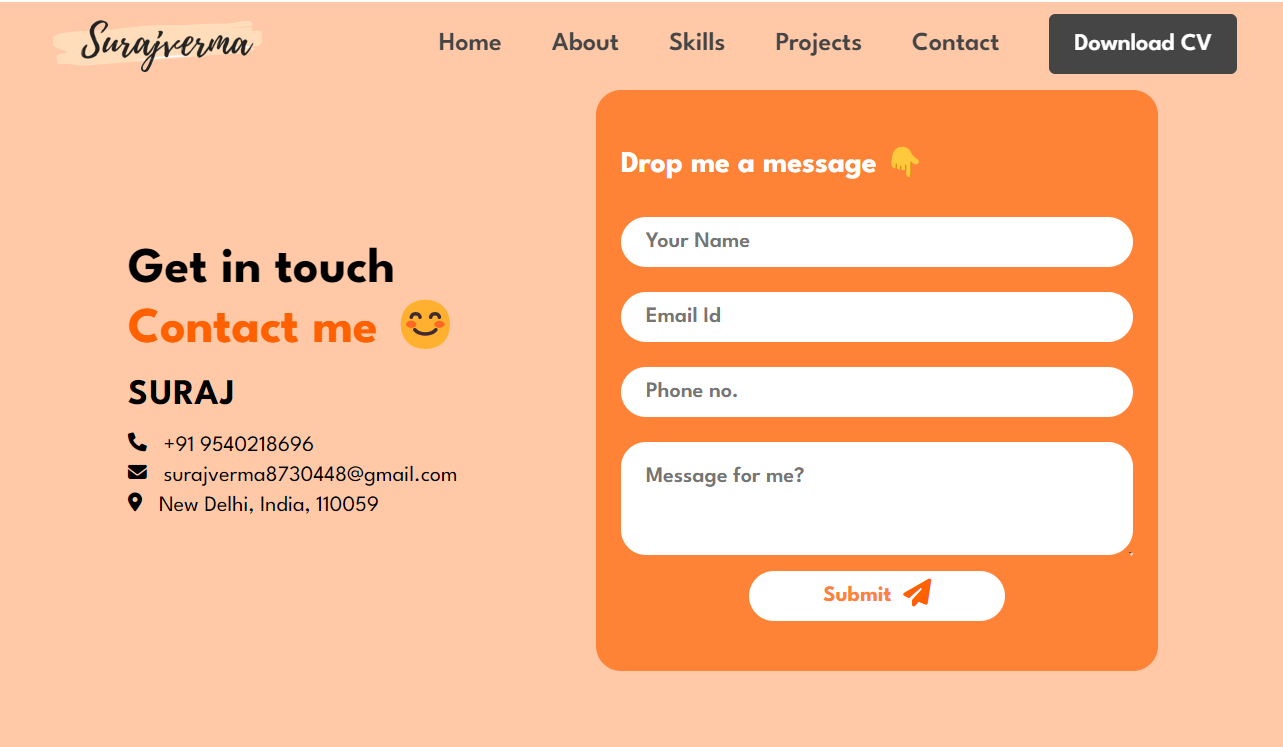 Surajverma
Home About Skills Projects Contact Download CV
Get in touch
Contact me 😊
SURAJ
+91 9540218696
surajverma8730448@gmail.com
New Delhi, India, 110059
Drop me a message 👇
Your Name
Email Id
Phone no.
Message for me?
Submit